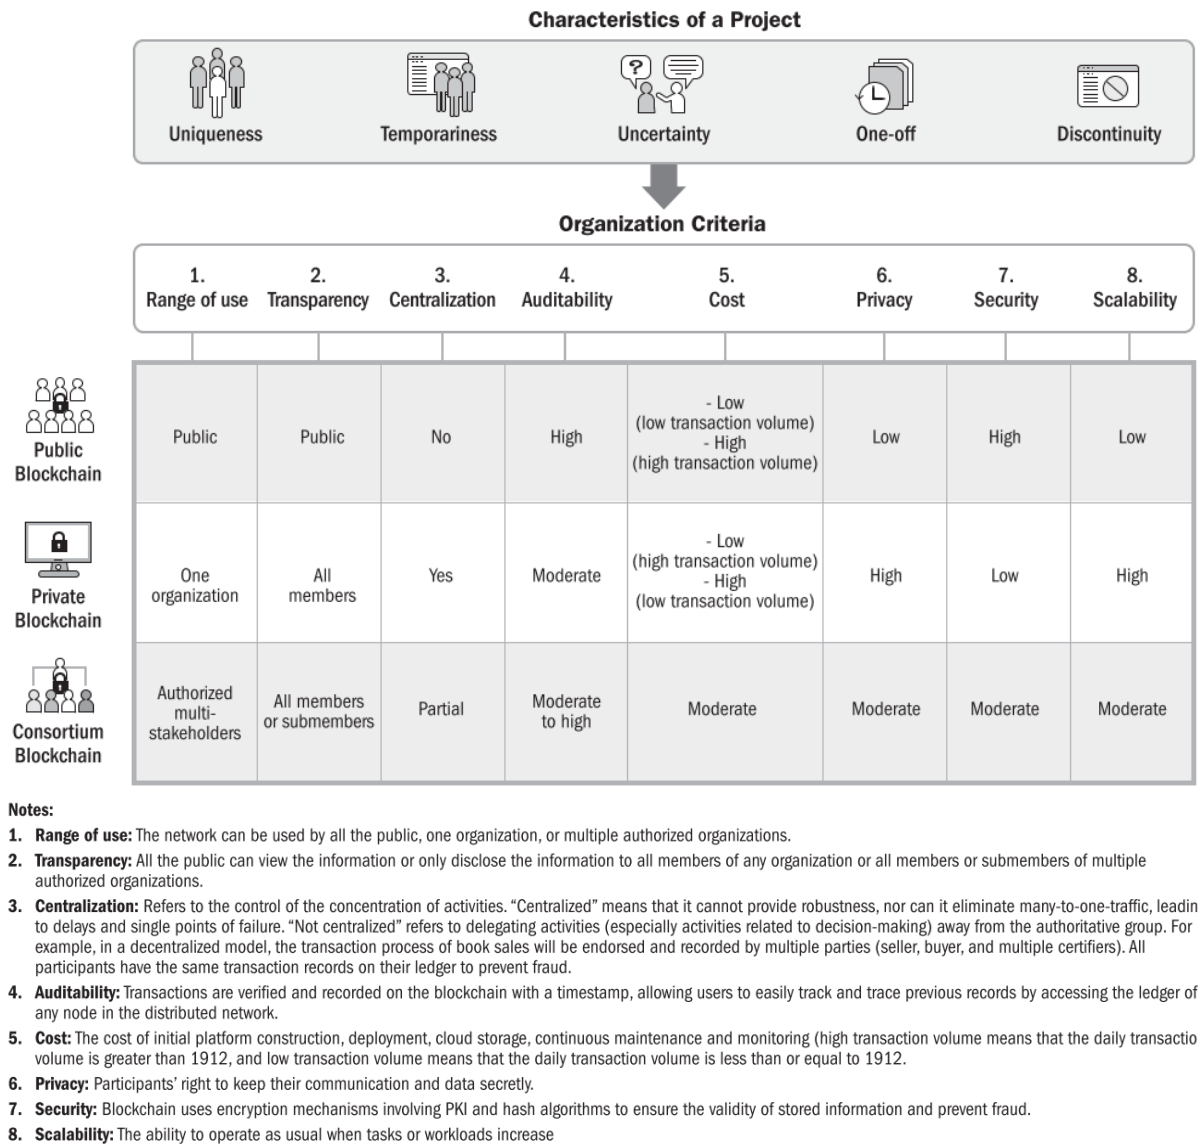 Characteristics of a Project
?
Uniqueness Temporariness Uncertainty One-off Discontinuity
Organization Criteria
1. 2. 3. 4. 5. 6. 7. 8.
Range of use Transparency Centralization Auditability Cost Privacy Security Scalability
Public
Blockchain
Public
Public
No
High
- Low
(low transaction volume)
- High
(high transaction volume)
Low
High
Low
Private
Blockchain
One
organization
All
members
Yes
Moderate
- Low
(high transaction volume)
- High
(low transaction volume)
High
Low
High
Consortium
Blockchain
Authorized
multi-
stakeholders
All members
or submembers
Partial
Moderate
to high
Moderate
Moderate
Moderate
Moderate
Notes:
1. Range of use: The network can be used by all the public, one organization, or multiple authorized organizations.
2. Transparency: All the public can view the information or only disclose the information to all members of any organization or all members or submembers of multiple
authorized organizations.
3. Centralization: Refers to the control of the concentration of activities. “Centralized” means that it cannot provide robustness, nor can it eliminate many-to-one-traffic, leadin
to delays and single points of failure. “Not centralized” refers to delegating activities (especially activities related to decision-making) away from the authoritative group. For
example, in a decentralized model, the transaction process of book sales will be endorsed and recorded by multiple parties (seller, buyer, and multiple certifiers). All
participants have the same transaction records on their ledger to prevent fraud.
4. Auditability: Transactions are verified and recorded on the blockchain with a timestamp, allowing users to easily track and trace previous records by accessing the ledger of
any node in the distributed network.
5. Cost: The cost of initial platform construction, deployment, cloud storage, continuous maintenance and monitoring (high transaction volume means that the daily transactio
volume is greater than 1912, and low transaction volume means that the daily transaction volume is less than or equal to 1912.
6. Privacy: Participants’ right to keep their communication and data secretly.
7. Security: Blockchain uses encryption mechanisms involving PKI and hash algorithms to ensure the validity of stored information and prevent fraud.
8. Scalability: The ability to operate as usual when tasks or workloads increase